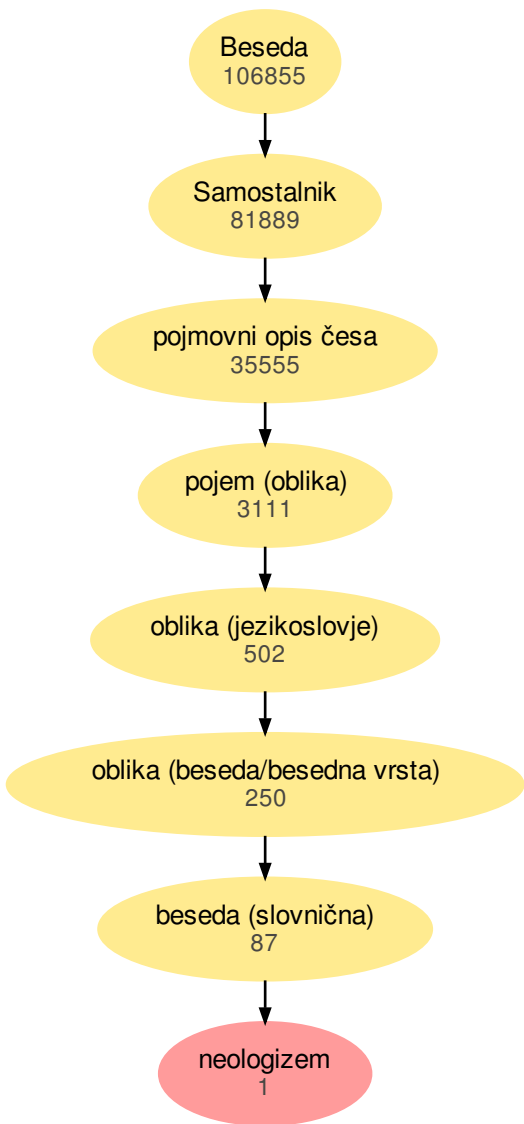 Beseda
106855
Samostalnik
81889
pojmovni opis česa
35555
pojem (oblika)
3111
oblika (jezikoslovje)
502
oblika (beseda/besedna vrsta)
250
beseda (slovnična)
87
neologizem
1